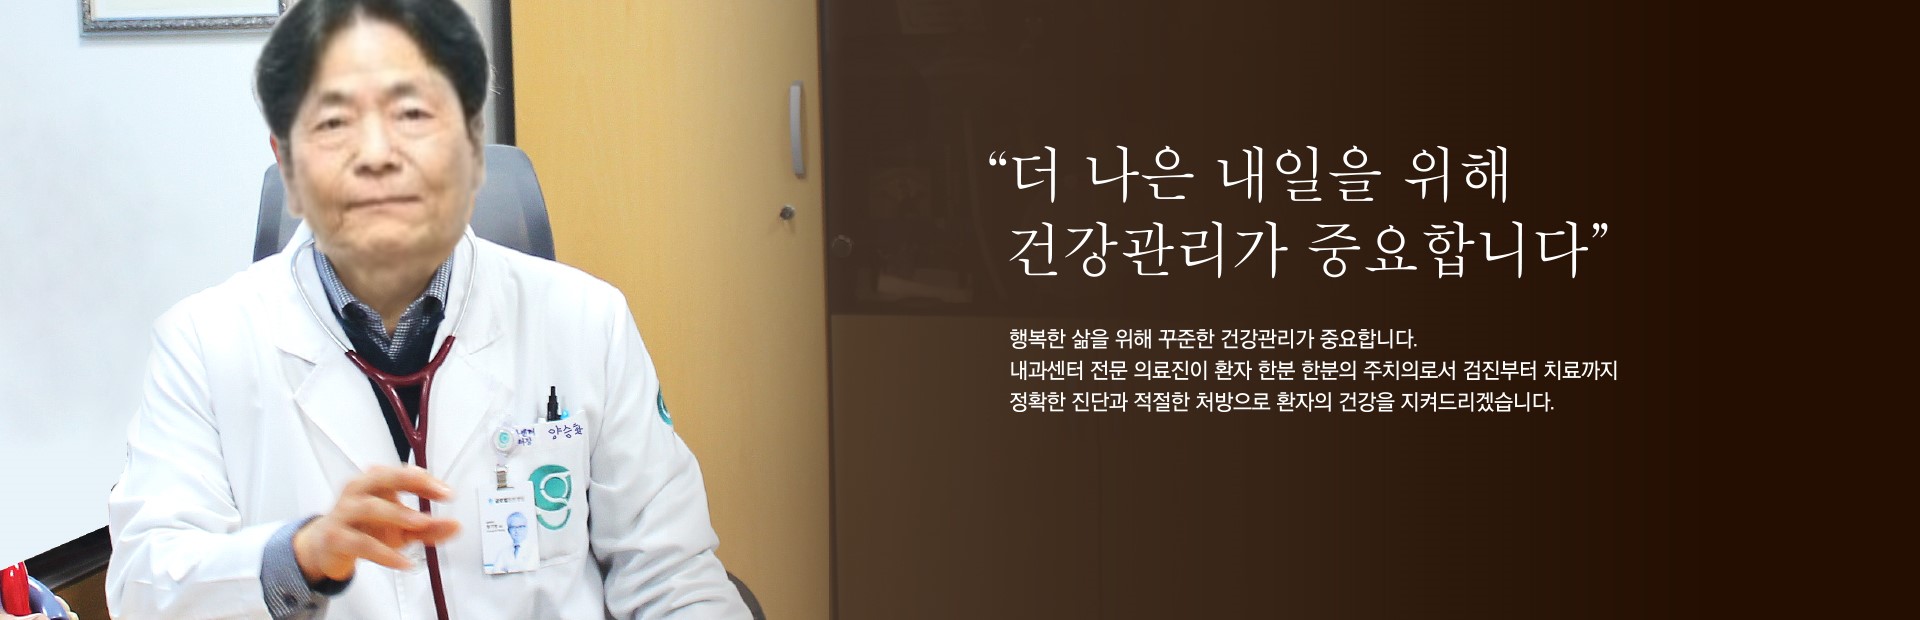 “더 나은 내일을 위해
건강관리가 중요합니다”
행복한 삶을 위해 꾸준한 건강관리가 중요합니다.
내과센터 전문 의료진이 환자 한분 한분의 주치의로서 검진부터 치료까지
정확한 진단과 적절한 처방으로 환자의 건강을 지켜드리겠습니다.
양승